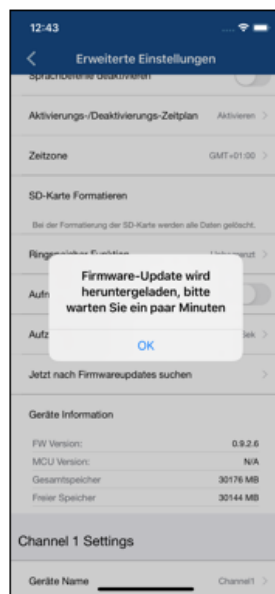 12:43
Erweiterte Einstellungen
Sprachbefehle deaktivieren
Aktivierungs-/Deaktivierungs-Zeitplan Aktivieren
Zeitzone GMT+01:00
SD-Karte Formatieren
Bei der Formatierung der SD-Karte werden alle Daten gelöscht.
Firmware-Update wird
heruntergeladen, bitte
warten Sie ein paar Minuten
OK
Jetzt nach Firmwareupdates suchen
Geräte Information
FW Version: 0.9.2.6
MCU Version: N/A
Gesamtspeicher 30176 MB
Freier Speicher 30144 MB
Channel 1 Settings
Geräte Name Channel1